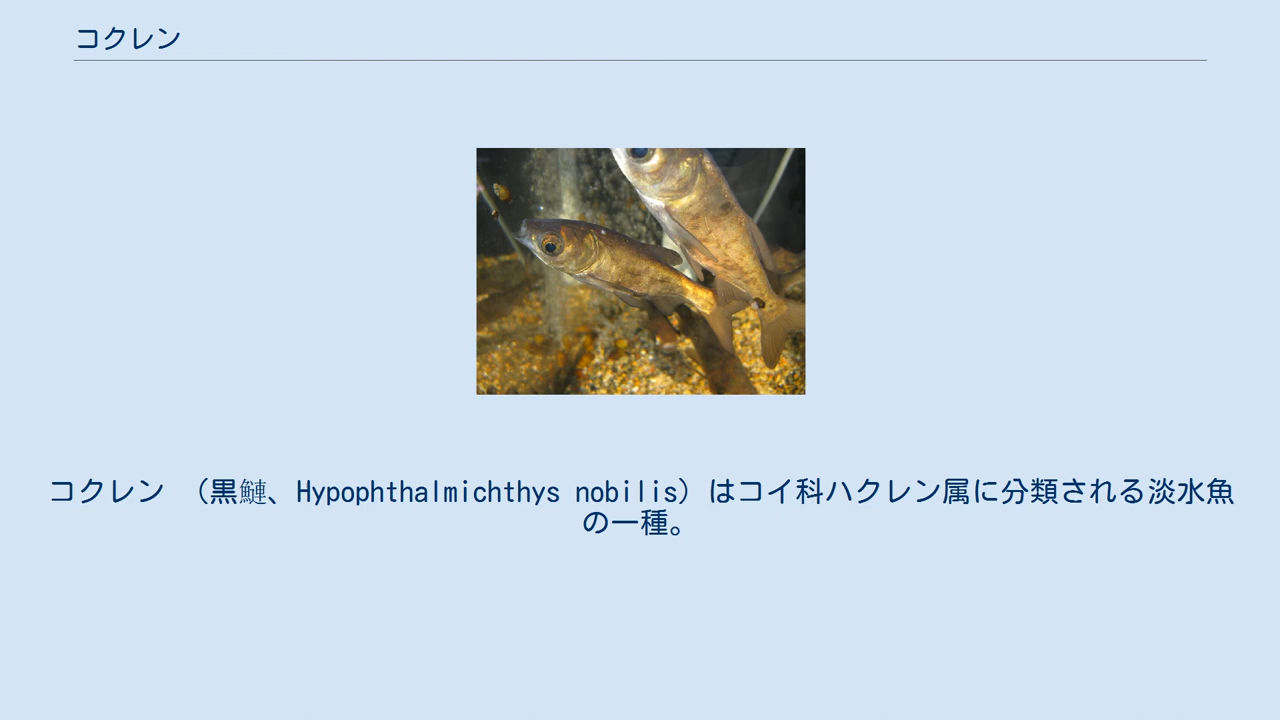 コクレン
コクレン （黒鰱、Hypophthalmichthys nobilis）はコイ科ハクレン属に分類される淡水魚
の一種。